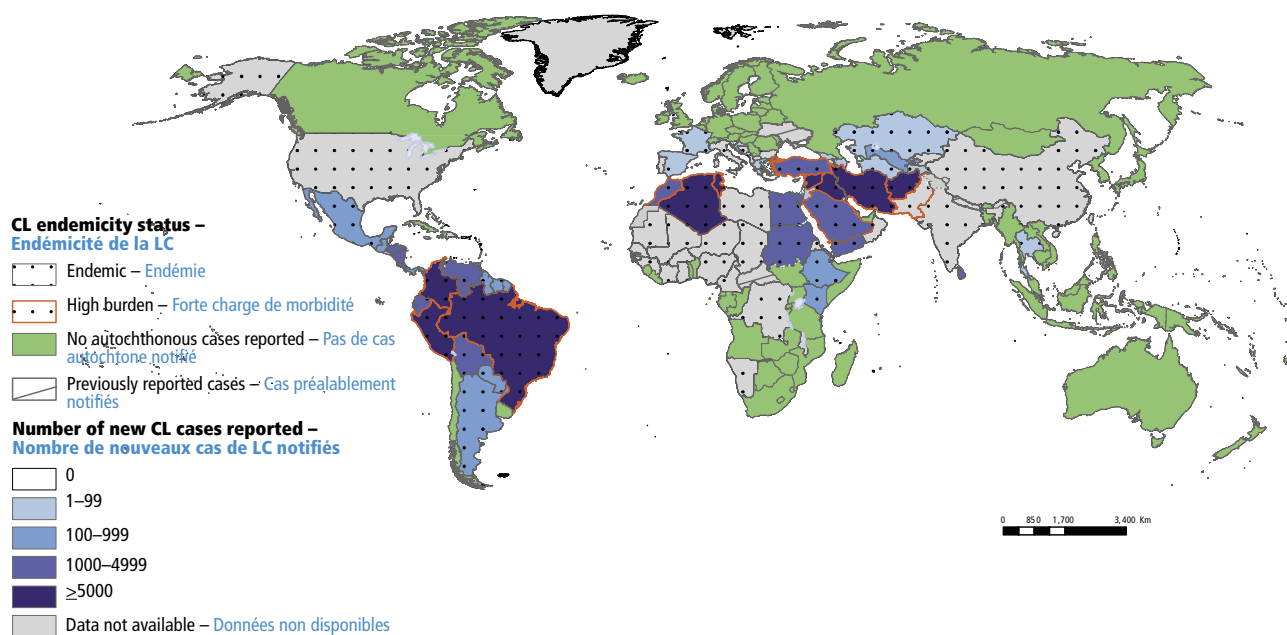 CL endemicity status –
Endémicité de la LC
Endemic – Endémie
High burden – Forte charge de morbidité
No autochthonous cases reported – Pas de cas
autochtone notifié
Previously reported cases – Cas préalablement
notifiés
Number of new CL cases reported –
Nombre de nouveaux cas de LC notifiés
0
1–99
100–999
1000–4999
≥5000
Data not available – Données non disponibles
0 850 1,700 3,400 Km